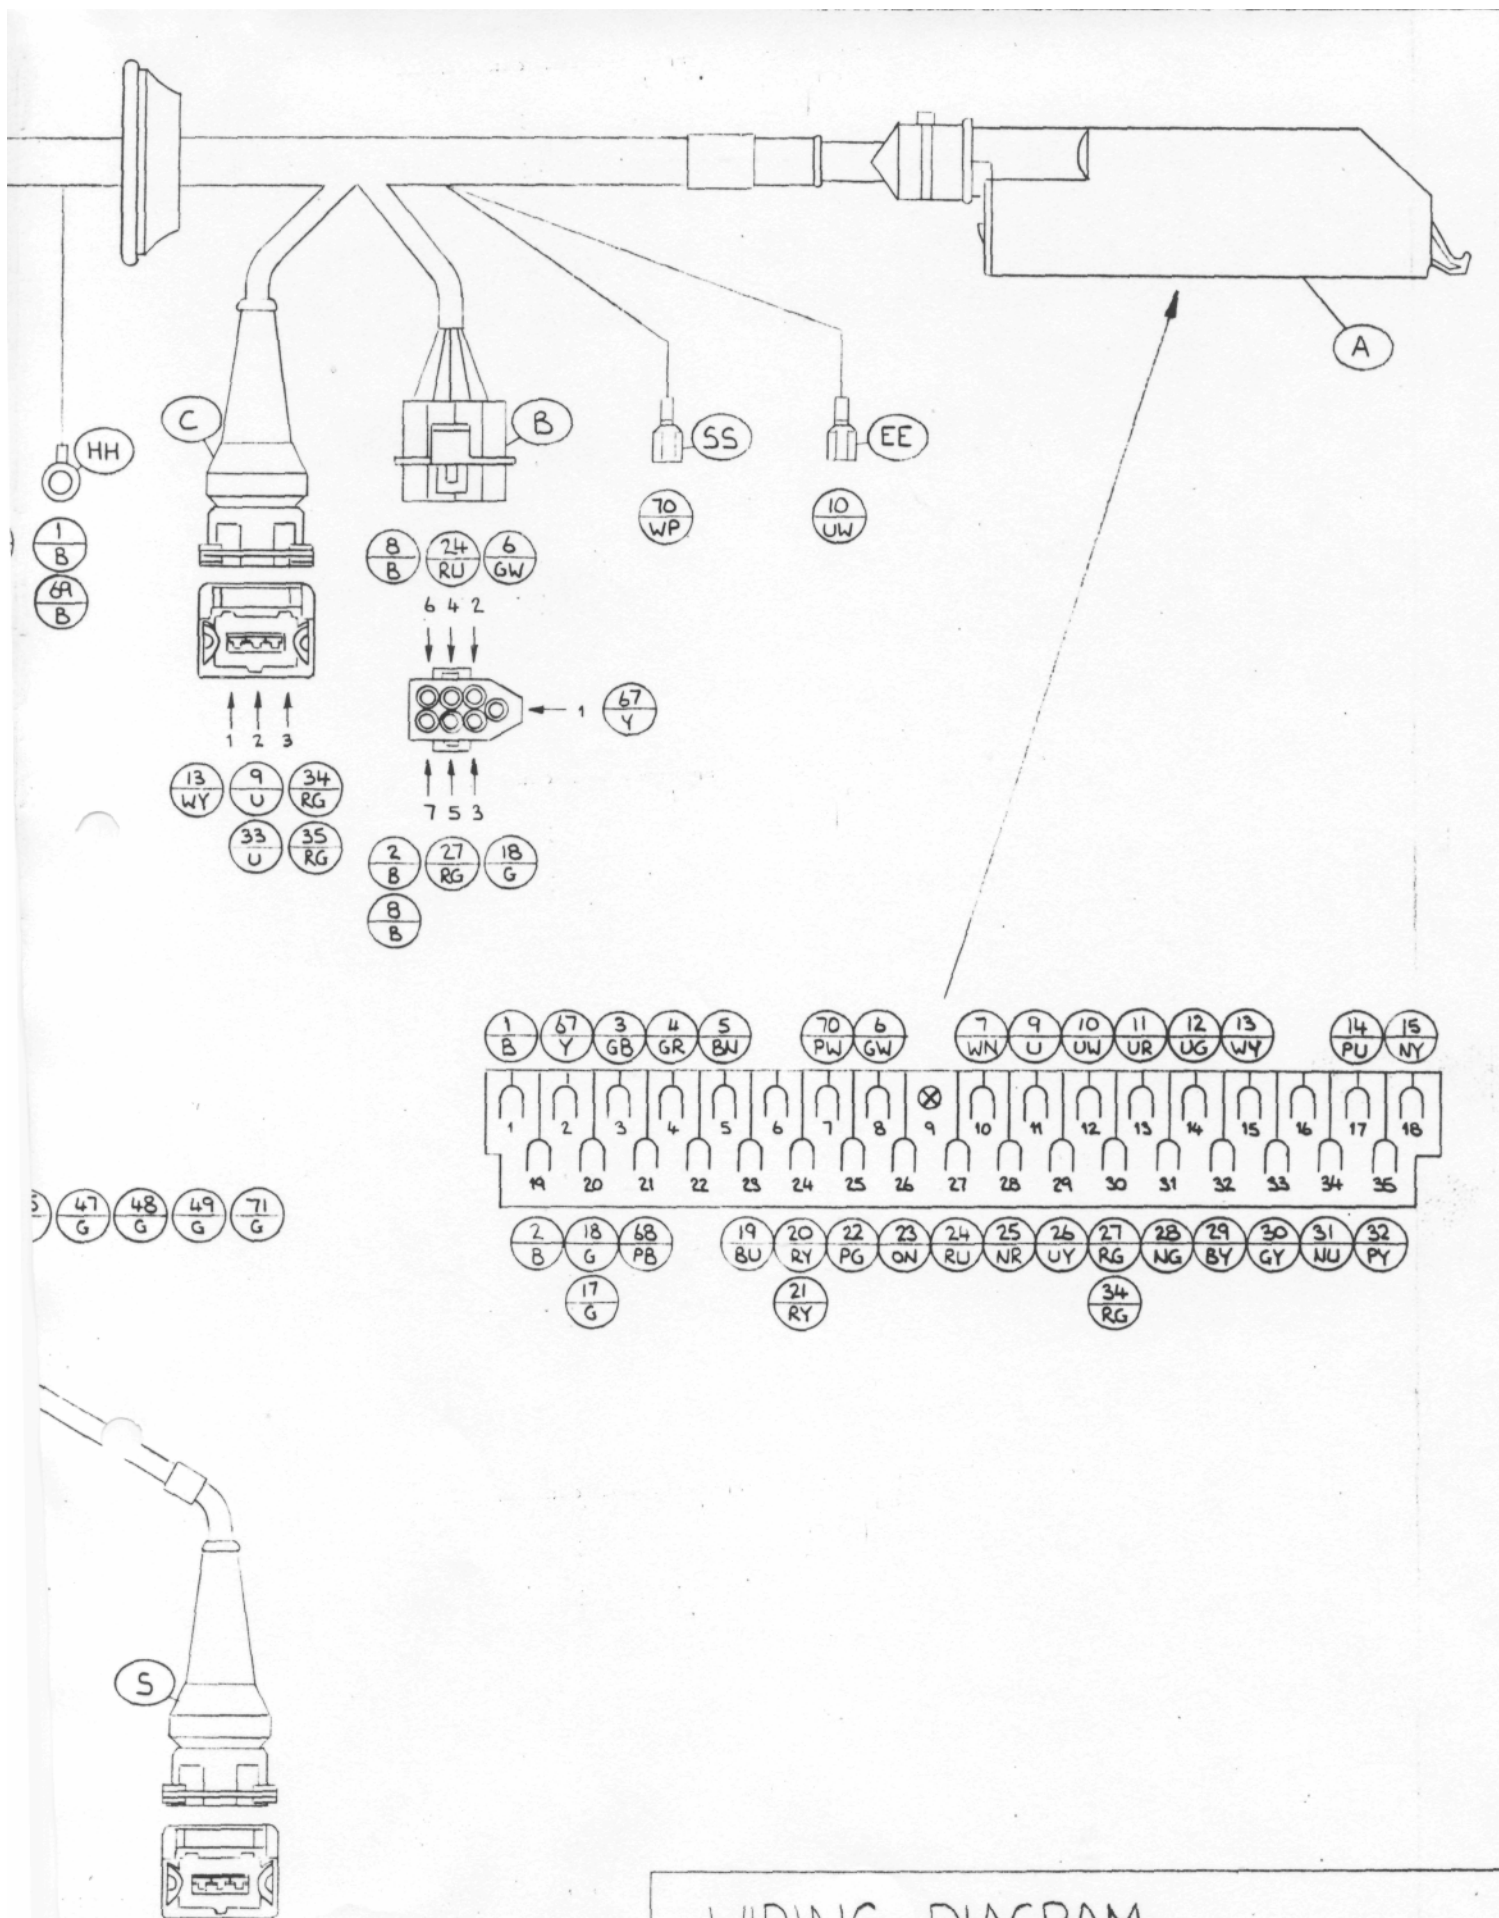 A
C
B
HH
SS
EE
1 B
69 B
8 B
24 RU
6 GW
70 WP
10 UW
6 4 2
1
67 Y
1 2 3
7 5 3
13 WY
9 U
34 RG
33 U
35 RG
2 B
27 RG
18 G
8 B
1 B
67 Y
3 GB
4 GR
5 BN
70 PW
6 GW
7 WN
9 U
10 UW
11 UR
12 UG
13 WY
14 PU
15 NY
1 2 3 4 5 6 7 8 9 10 11 12 13 14 15 16 17 18
19 20 21 22 23 24 25 26 27 28 29 30 31 32 33 34 35
47 G
48 G
49 G
71 G
2 B
18 G
68 PB
19 BU
20 RY
22 PG
23 ON
24 RU
25 NR
26 UY
27 RG
28 NG
29 BY
30 GY
31 NU
32 PY
17 G
21 RY
34 RG
S
WIRING DIAGRAM